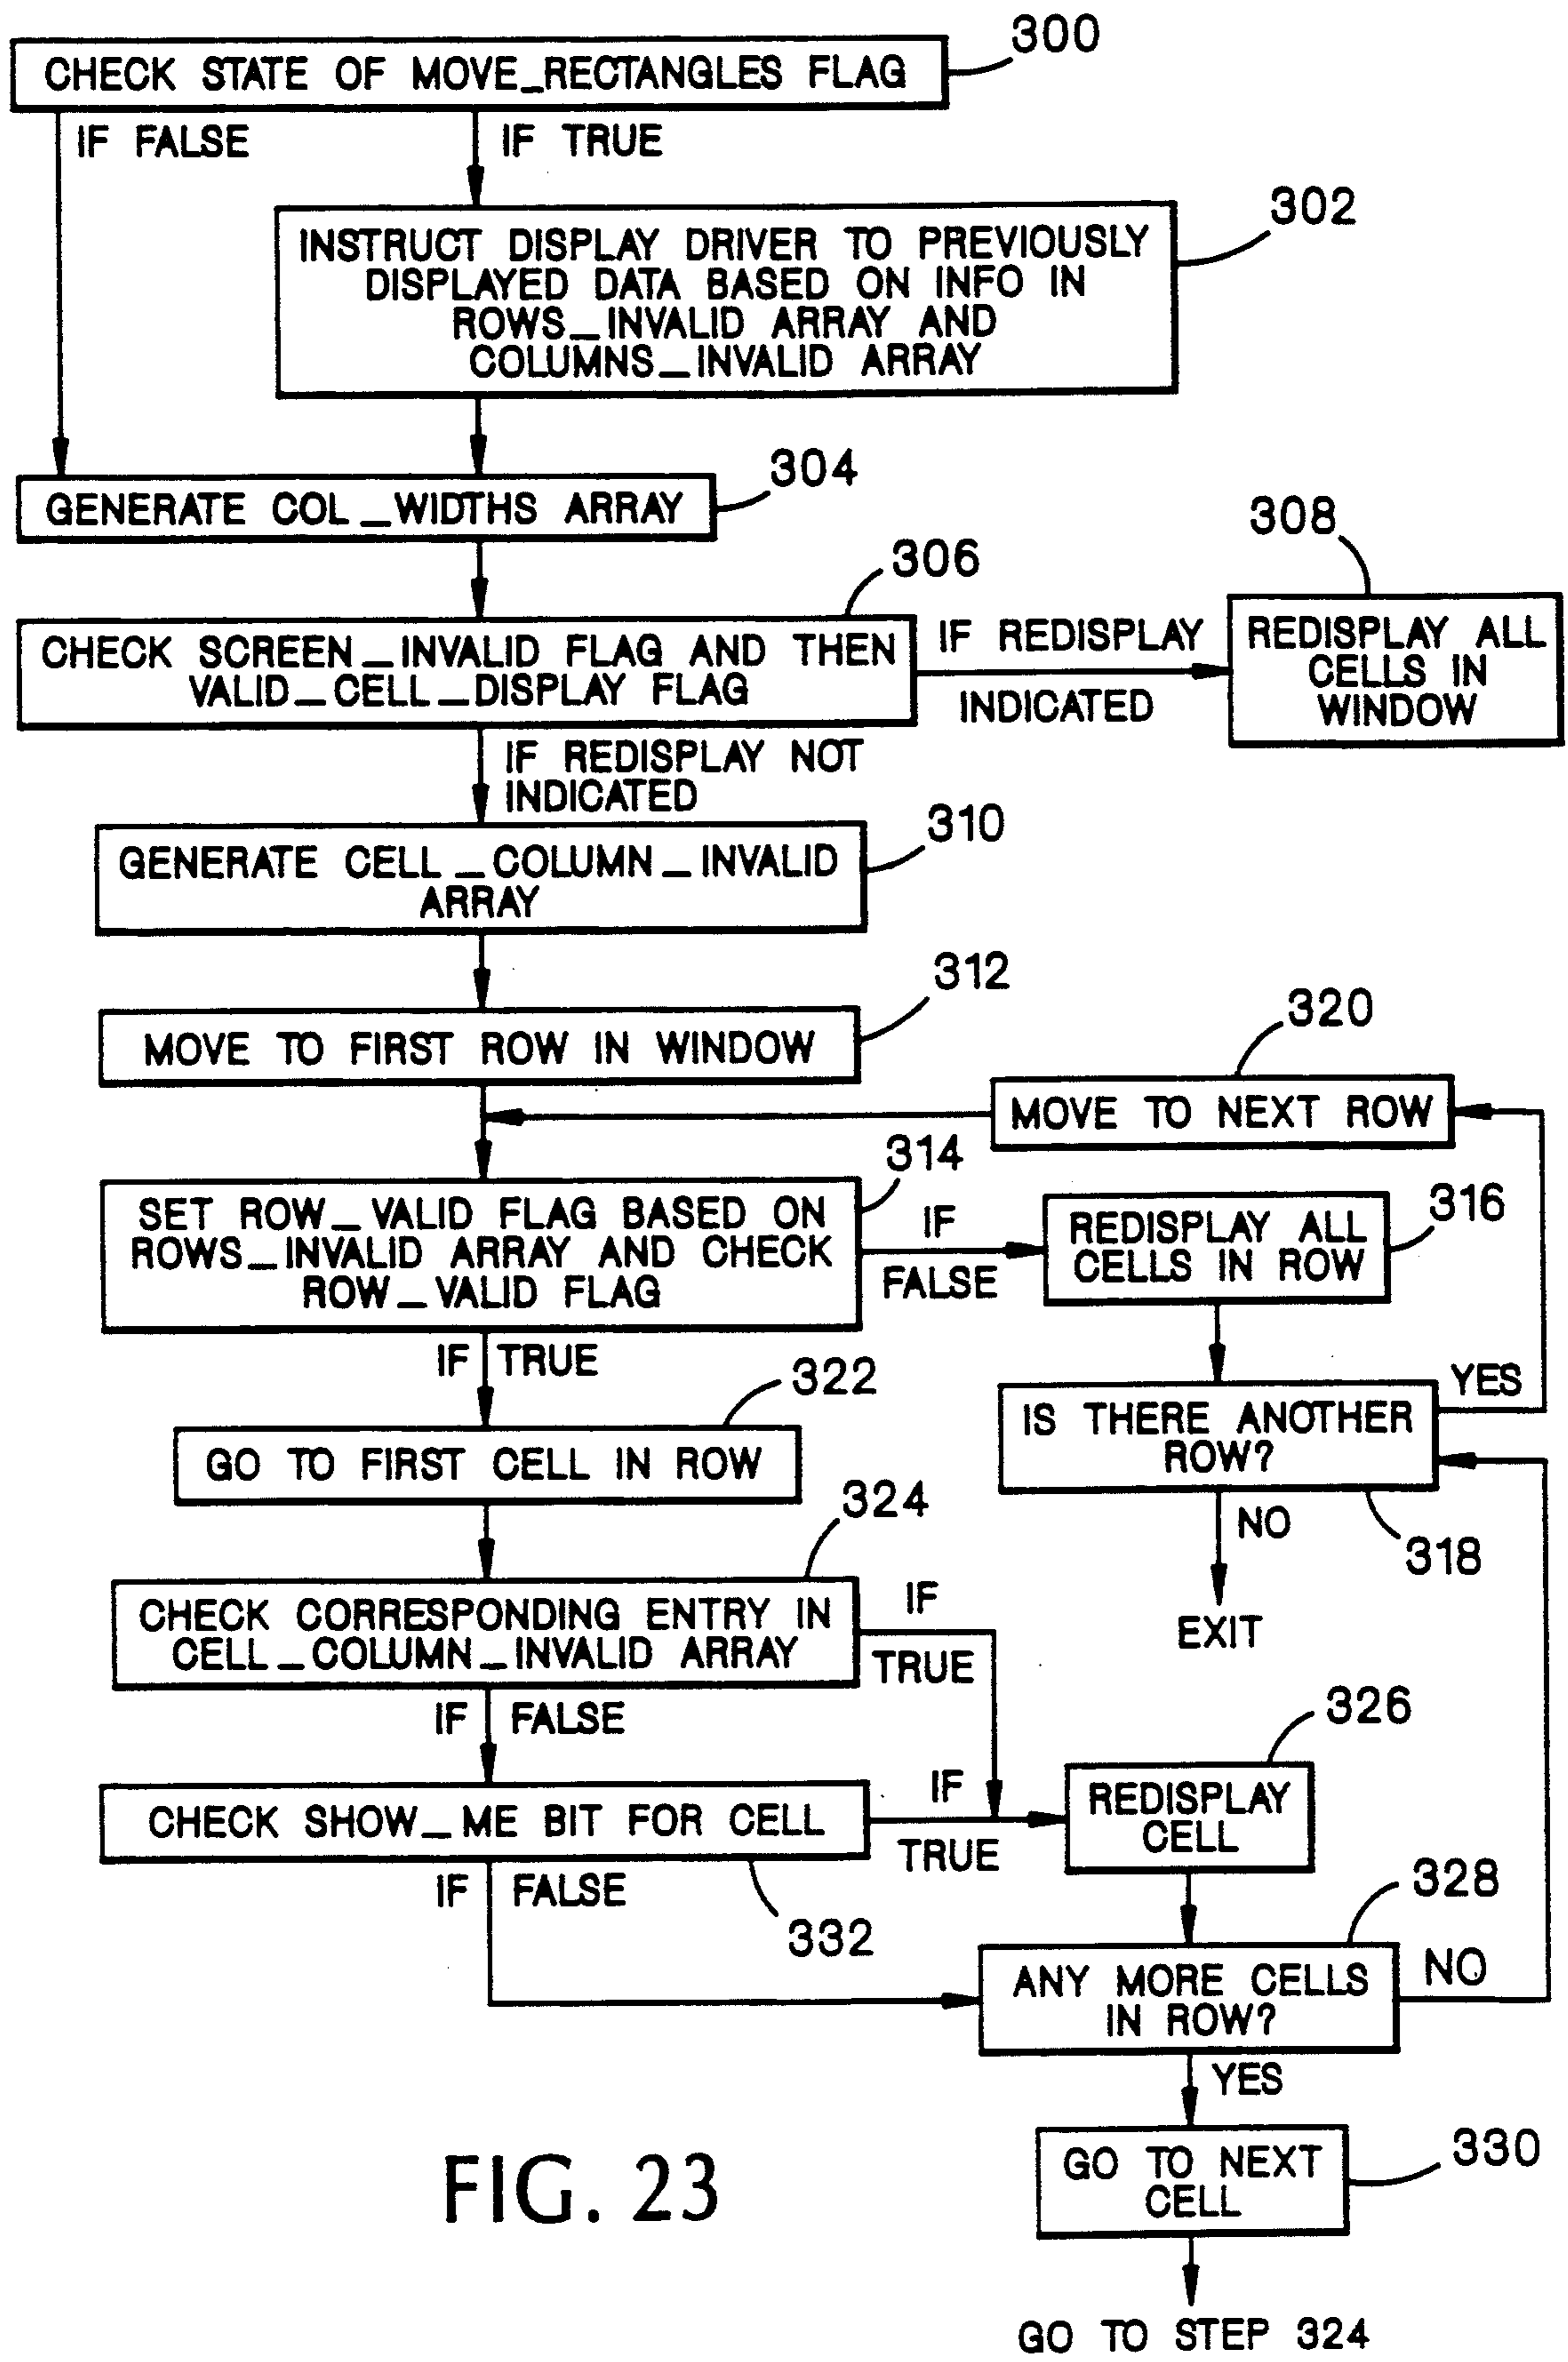 300
CHECK STATE OF MOVE_RECTANGLES FLAG
IF FALSE
IF TRUE
302
INSTRUCT DISPLAY DRIVER TO PREVIOUSLY
DISPLAYED DATA BASED ON INFO IN
ROWS_INVALID ARRAY AND
COLUMNS_INVALID ARRAY
304
GENERATE COL_WIDTHS ARRAY
306
308
CHECK SCREEN_INVALID FLAG AND THEN
VALID_CELL_DISPLAY FLAG
IF REDISPLAY
INDICATED
REDISPLAY ALL
CELLS IN
WINDOW
IF REDISPLAY NOT
INDICATED
310
GENERATE CELL_COLUMN_INVALID
ARRAY
312
MOVE TO FIRST ROW IN WINDOW
320
MOVE TO NEXT ROW
314
SET ROW_VALID FLAG BASED ON
ROWS_INVALID ARRAY AND CHECK
ROW_VALID FLAG
IF
FALSE
316
REDISPLAY ALL
CELLS IN ROW
IF TRUE
322
GO TO FIRST CELL IN ROW
YES
IS THERE ANOTHER
ROW?
318
NO
EXIT
324
CHECK CORRESPONDING ENTRY IN
CELL_COLUMN_INVALID ARRAY
IF
TRUE
IF FALSE
326
CHECK SHOW_ME BIT FOR CELL
IF
TRUE
REDISPLAY
CELL
IF FALSE
332
328
ANY MORE CELLS
IN ROW?
NO
YES
330
GO TO NEXT
CELL
GO TO STEP 324
FIG. 23